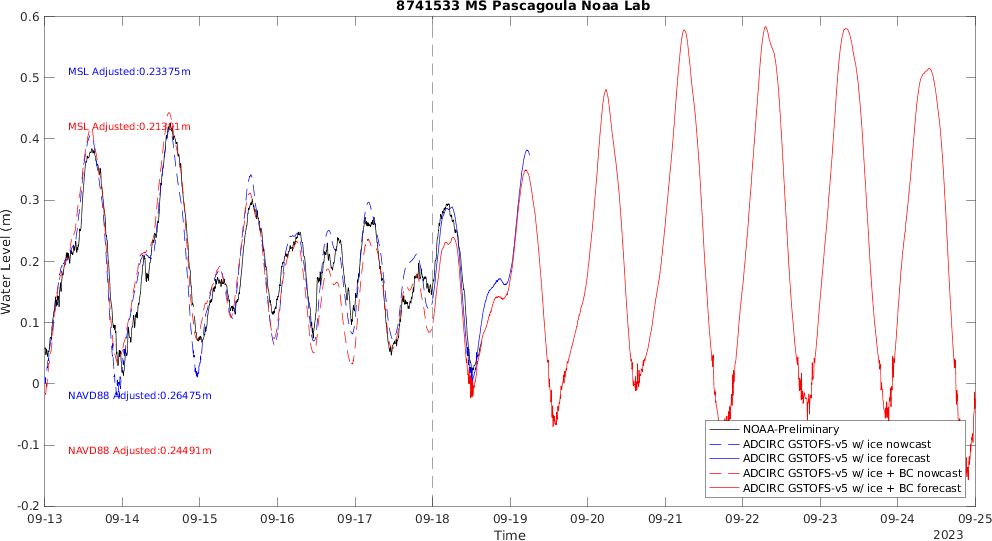 8741533 MS Pascagoula Noaa Lab
0.6
0.5
0.4
0.3
0.2
0.1
0
-0.1
-0.2
Water Level (m)
MSL Adjusted:0.23375m
MSL Adjusted:0.21391m
NAVD88 Adjusted:0.26475m
NAVD88 Adjusted:0.24491m
NOAA-Preliminary
ADCIRC GSTOFS-v5 w/ ice nowcast
ADCIRC GSTOFS-v5 w/ ice forecast
ADCIRC GSTOFS-v5 w/ ice + BC nowcast
ADCIRC GSTOFS-v5 w/ ice + BC forecast
09-13 09-14 09-15 09-16 09-17 09-18 09-19 09-20 09-21 09-22 09-23 09-24 09-25
Time
2023